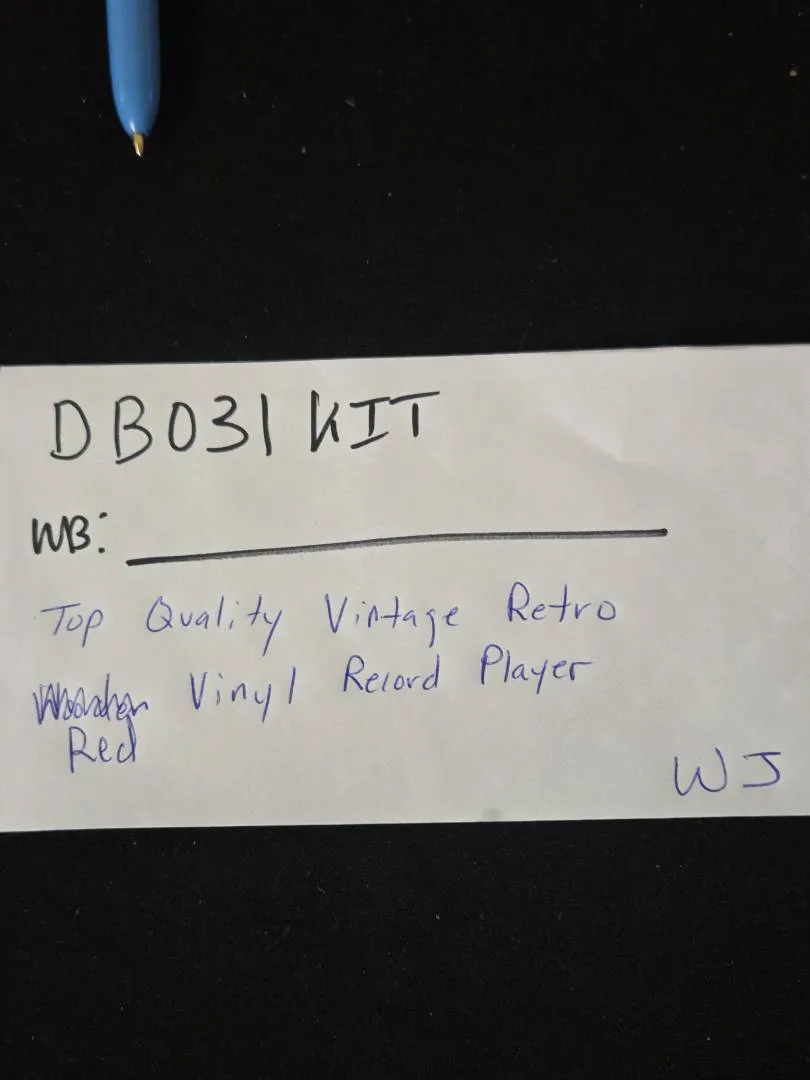 DB031 KIT
WB:
Top Quality Vintage Retro
Vinyl Record Player
Red
WJ